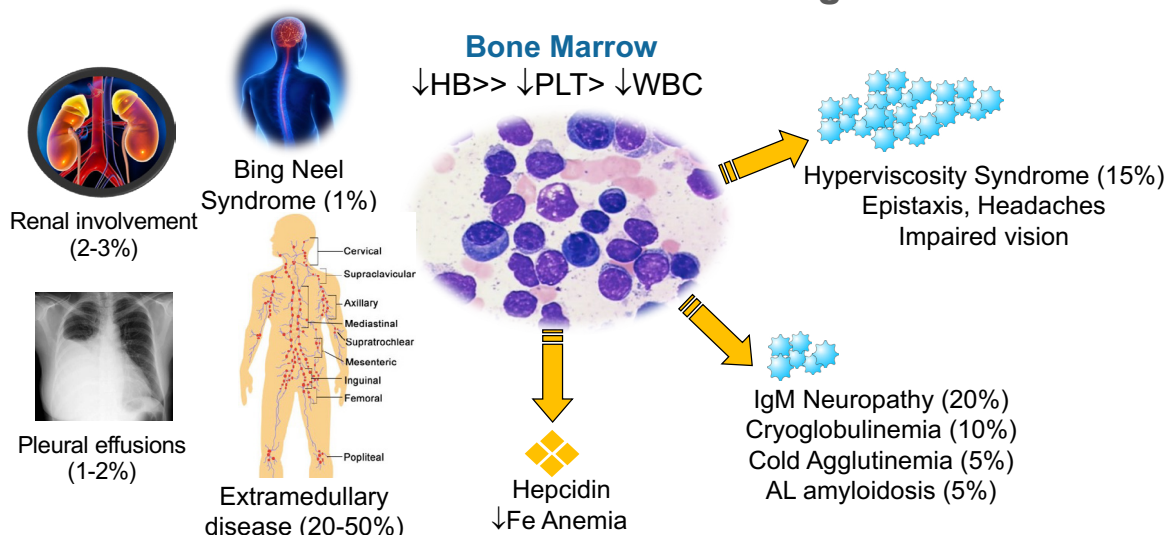 Bone Marrow
↓HB>> ↓PLT> ↓WBC
Bing Neel
Syndrome (1%)
Renal involvement
(2-3%)
Hyperviscosity Syndrome (15%)
Epistaxis, Headaches
Impaired vision
Cervical
Supraclavicular
Axillary
Mediastinal
Supratrochlear
Mesenteric
Inguinal
Femoral
Popliteal
Pleural effusions
(1-2%)
Extramedullary
disease (20-50%)
Hepcidin
↓Fe Anemia
IgM Neuropathy (20%)
Cryoglobulinemia (10%)
Cold Agglutinemia (5%)
AL amyloidosis (5%)